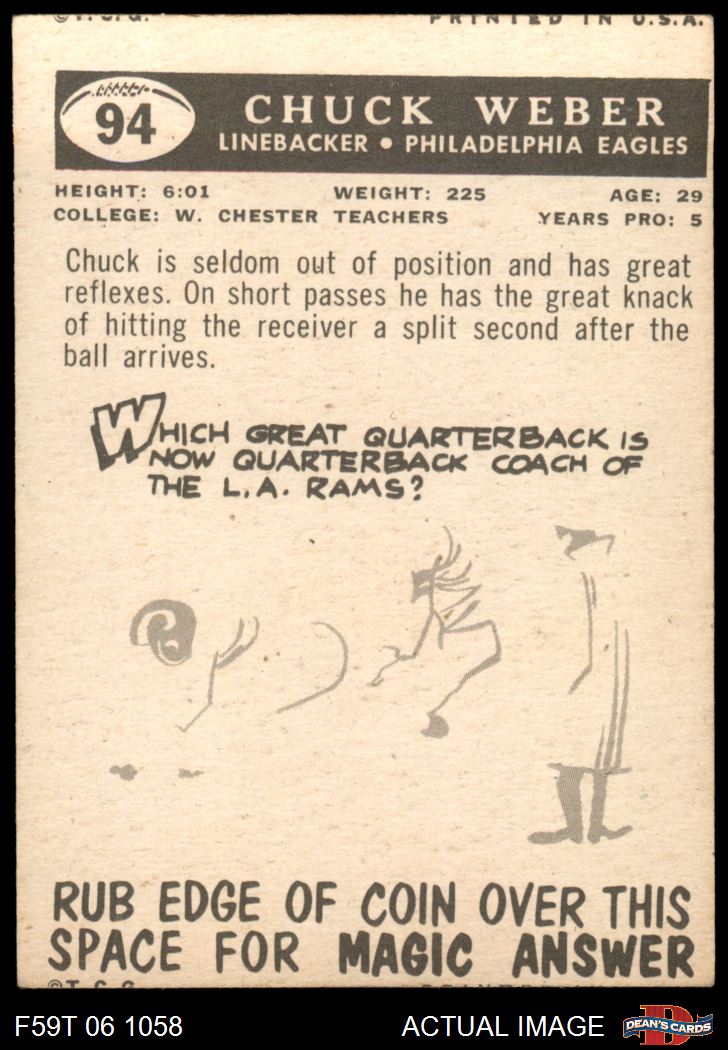 © T. C. G.
PRINTED IN U.S.A.
94
CHUCK WEBER
LINEBACKER • PHILADELPHIA EAGLES
HEIGHT: 6:01 WEIGHT: 225 AGE: 29
COLLEGE: W. CHESTER TEACHERS YEARS PRO: 5
Chuck is seldom out of position and has great
reflexes. On short passes he has the great knack
of hitting the receiver a split second after the
ball arrives.
WHICH GREAT QUARTERBACK IS
NOW QUARTERBACK COACH OF
THE L.A. RAMS?
RUB EDGE OF COIN OVER THIS
SPACE FOR MAGIC ANSWER
© T. C. G.
F59T 06 1058 ACTUAL IMAGE
DEAN'S CARDS